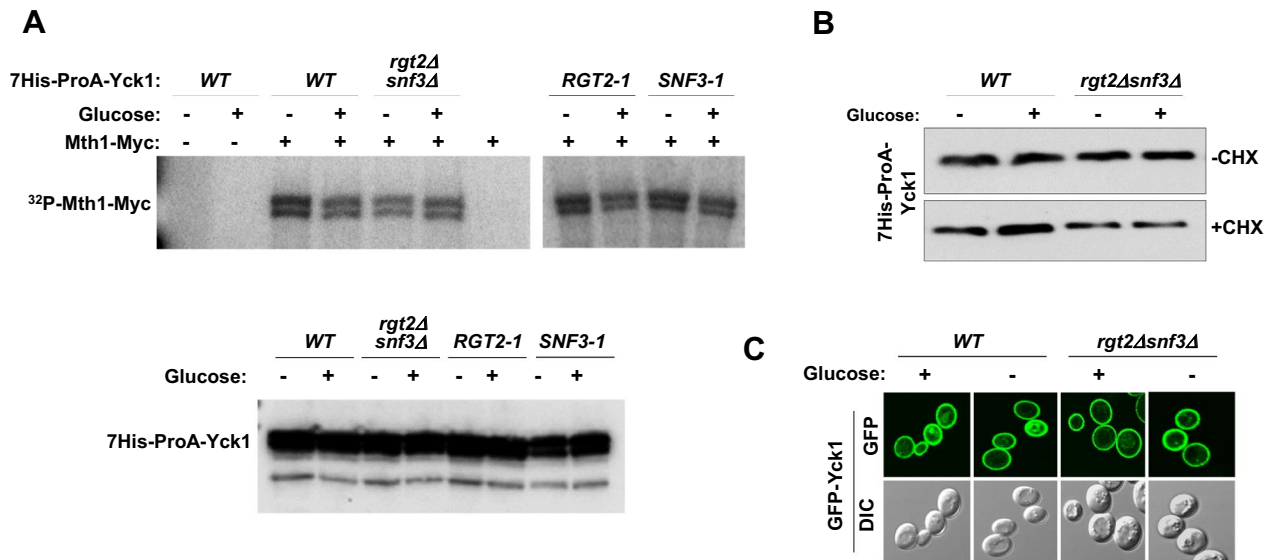 A
7His-ProA-Yck1: WT WT rgt2Δ snf3Δ RGT2-1 SNF3-1
Glucose: - + - + - + - + - +
Mth1-Myc: - - + + + + + + + + +
³²P-Mth1-Myc
WT rgt2Δ snf3Δ RGT2-1 SNF3-1
Glucose: - + - + - + - +
7His-ProA-Yck1
B
WT rgt2Δsnf3Δ
Glucose: - + - +
7His-ProA-
Yck1
-CHX
+CHX
C
WT rgt2Δsnf3Δ
Glucose: + - + -
GFP-Yck1
GFP
DIC